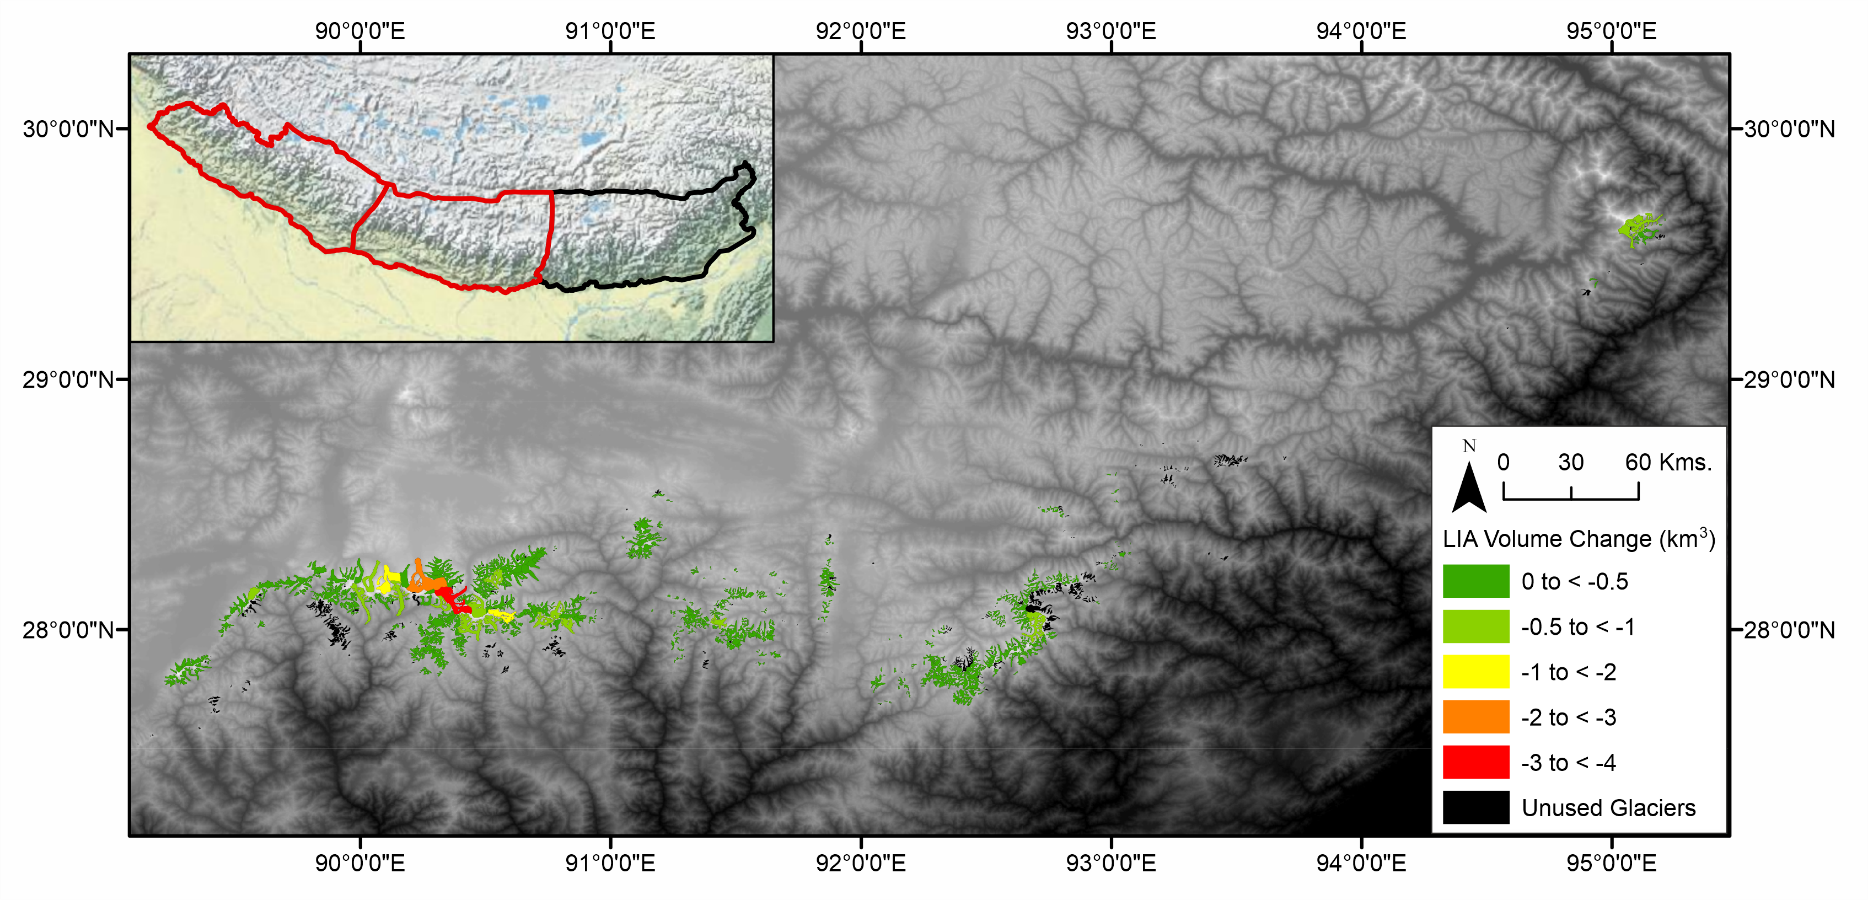 90°0'0"E 91°0'0"E 92°0'0"E 93°0'0"E 94°0'0"E 95°0'0"E
30°0'0"N 30°0'0"N
29°0'0"N 29°0'0"N
N
0 30 60 Kms.
LIA Volume Change (km³)
0 to < -0.5
-0.5 to < -1
-1 to < -2
-2 to < -3
-3 to < -4
Unused Glaciers
28°0'0"N 28°0'0"N
90°0'0"E 91°0'0"E 92°0'0"E 93°0'0"E 94°0'0"E 95°0'0"E